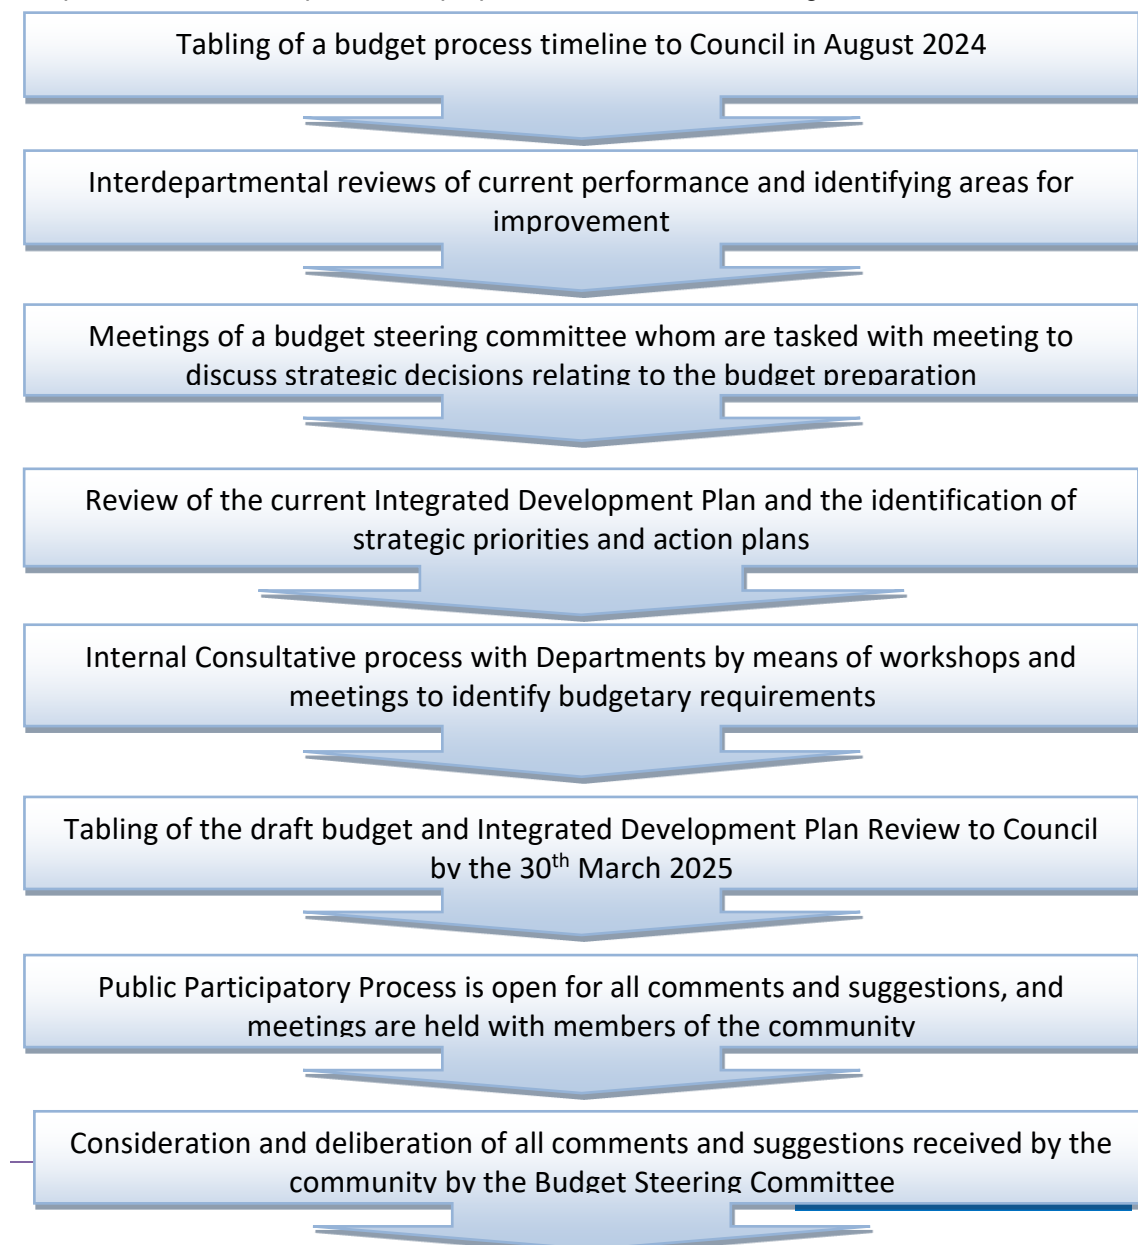 Tabling of a budget process timeline to Council in August 2024
Interdepartmental reviews of current performance and identifying areas for
improvement
Meetings of a budget steering committee whom are tasked with meeting to
discuss strategic decisions relating to the budget preparation
Review of the current Integrated Development Plan and the identification of
strategic priorities and action plans
Internal Consultative process with Departments by means of workshops and
meetings to identify budgetary requirements
Tabling of the draft budget and Integrated Development Plan Review to Council
by the 30th March 2025
Public Participatory Process is open for all comments and suggestions, and
meetings are held with members of the community
Consideration and deliberation of all comments and suggestions received by the
community by the Budget Steering Committee